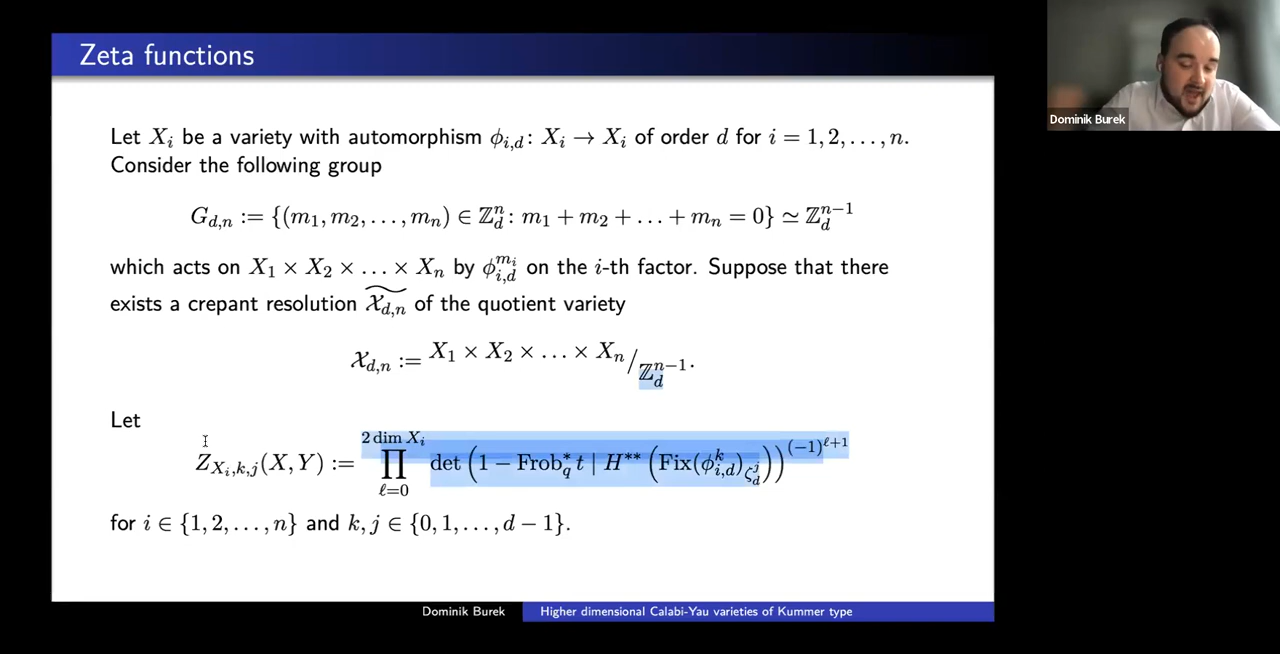 Zeta functions
Dominik Burek
Let X_i be a variety with automorphism ϕ_{i,d}: X_i → X_i of order d for i = 1, 2, . . . , n.
Consider the following group
G_{d,n} := {(m_1, m_2, . . . , m_n) ∈ ℤ_d^n : m_1 + m_2 + . . . + m_n = 0} ≃ ℤ_d^{n−1}
which acts on X_1 × X_2 × . . . × X_n by ϕ_{i,d}^{m_i} on the i-th factor. Suppose that there
exists a crepant resolution \widetilde{𝒳_{d,n}} of the quotient variety
𝒳_{d,n} := X_1 × X_2 × . . . × X_n / ℤ_d^{n−1}.
Let
Z_{X_i,k,j}(X, Y) := ∏_{ℓ=0}^{2 dim X_i} det (1 − Frob_q^* t | H^{**} (Fix(ϕ_{i,d}^k)_{ζ_d^j}))^{(−1)^{ℓ+1}}
for i ∈ {1, 2, . . . , n} and k, j ∈ {0, 1, . . . , d − 1}.
Dominik Burek Higher dimensional Calabi-Yau varieties of Kummer type